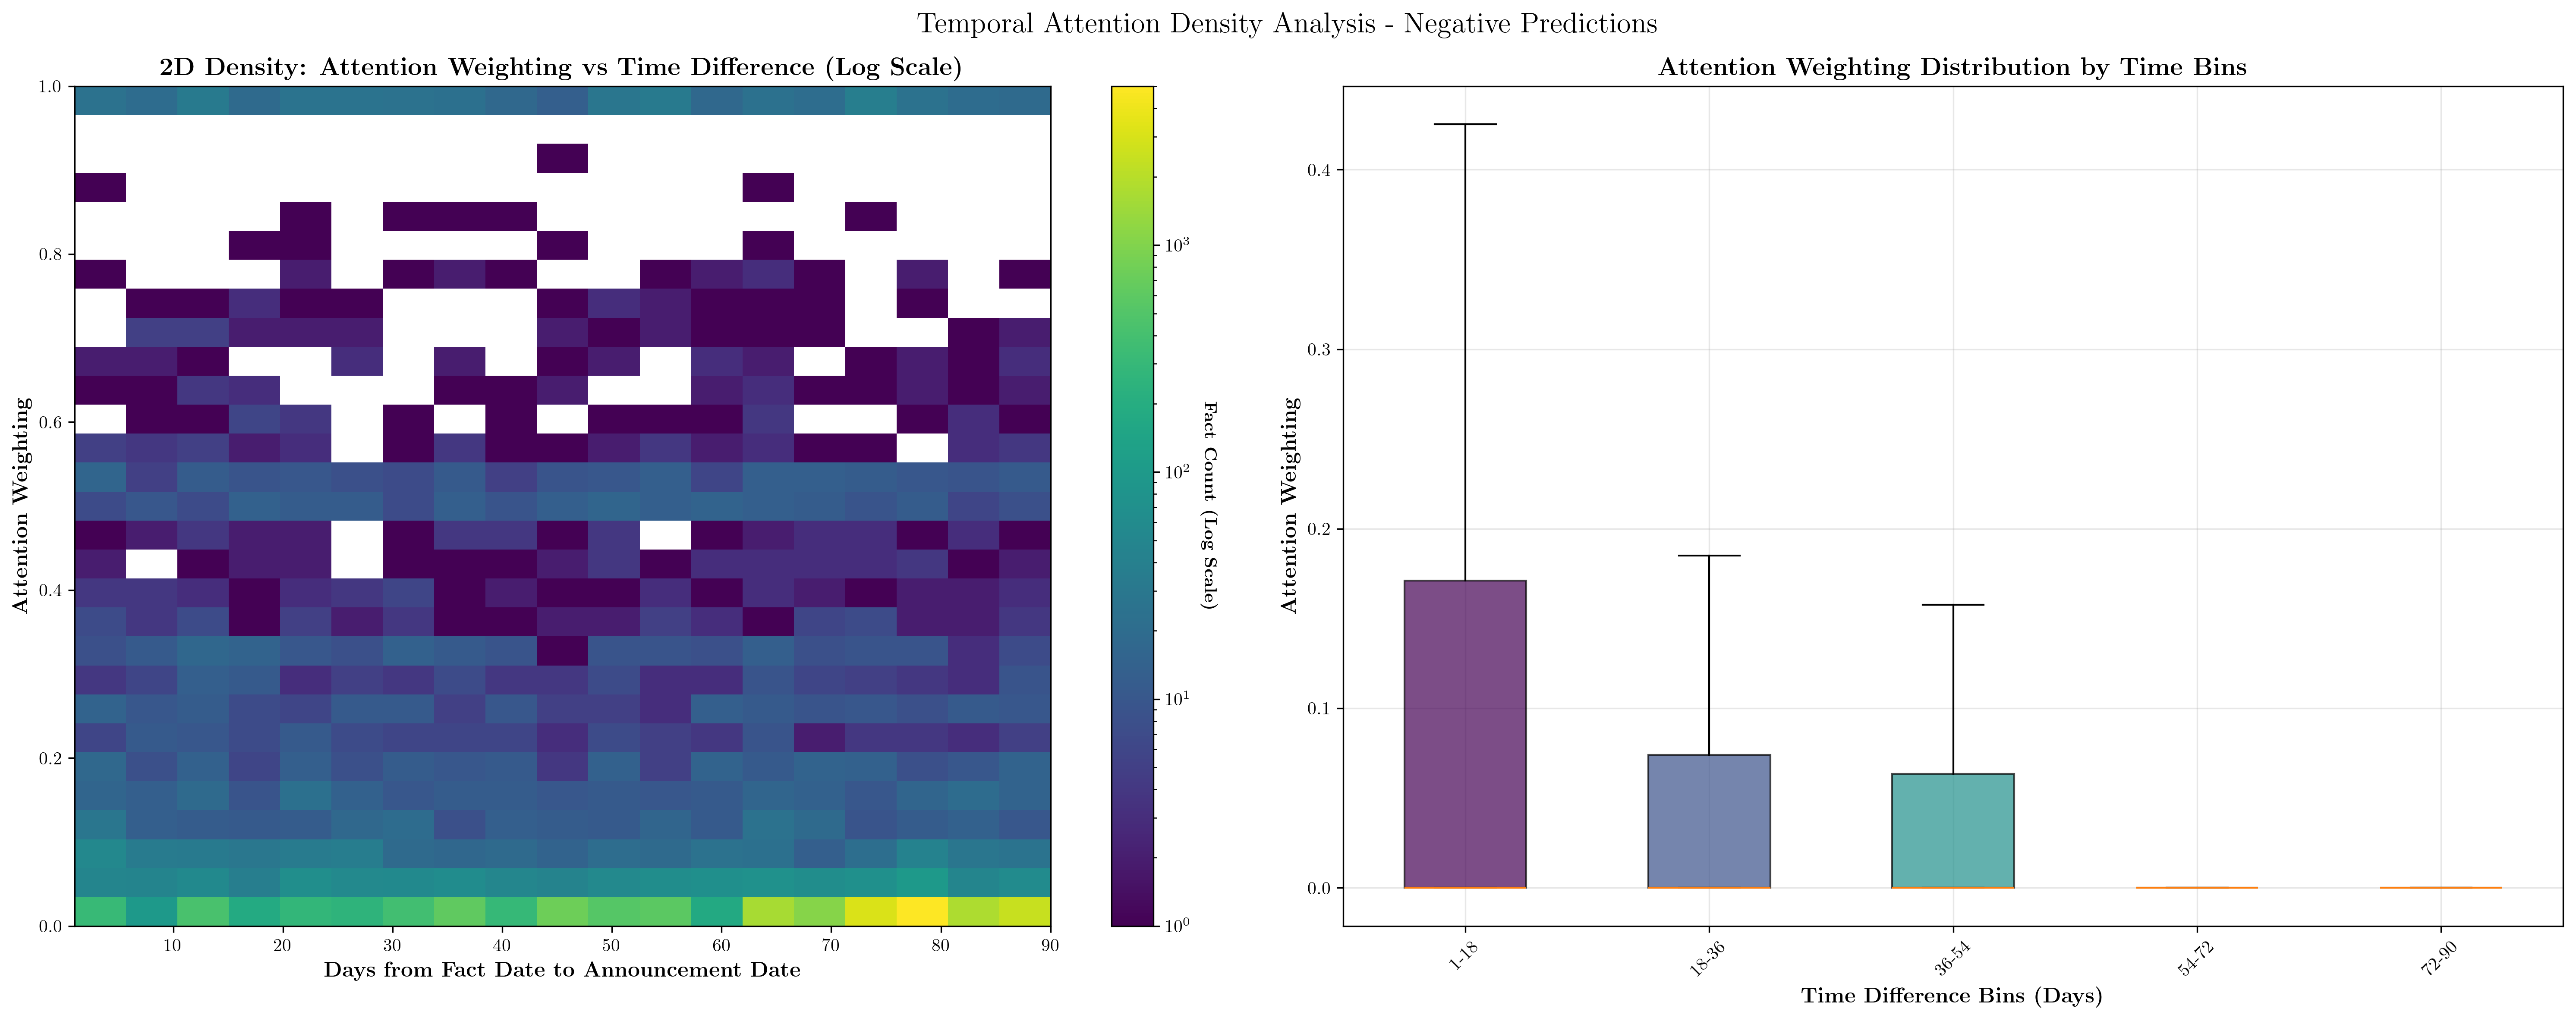 Temporal Attention Density Analysis - Negative Predictions
2D Density: Attention Weighting vs Time Difference (Log Scale)
Attention Weighting
1.0
0.8
0.6
0.4
0.2
0.0
10 20 30 40 50 60 70 80 90
Days from Fact Date to Announcement Date
10³
10²
10¹
10⁰
Fact Count (Log Scale)
Attention Weighting Distribution by Time Bins
Attention Weighting
0.4
0.3
0.2
0.1
0.0
1-18 18-36 36-54 54-72 72-90
Time Difference Bins (Days)